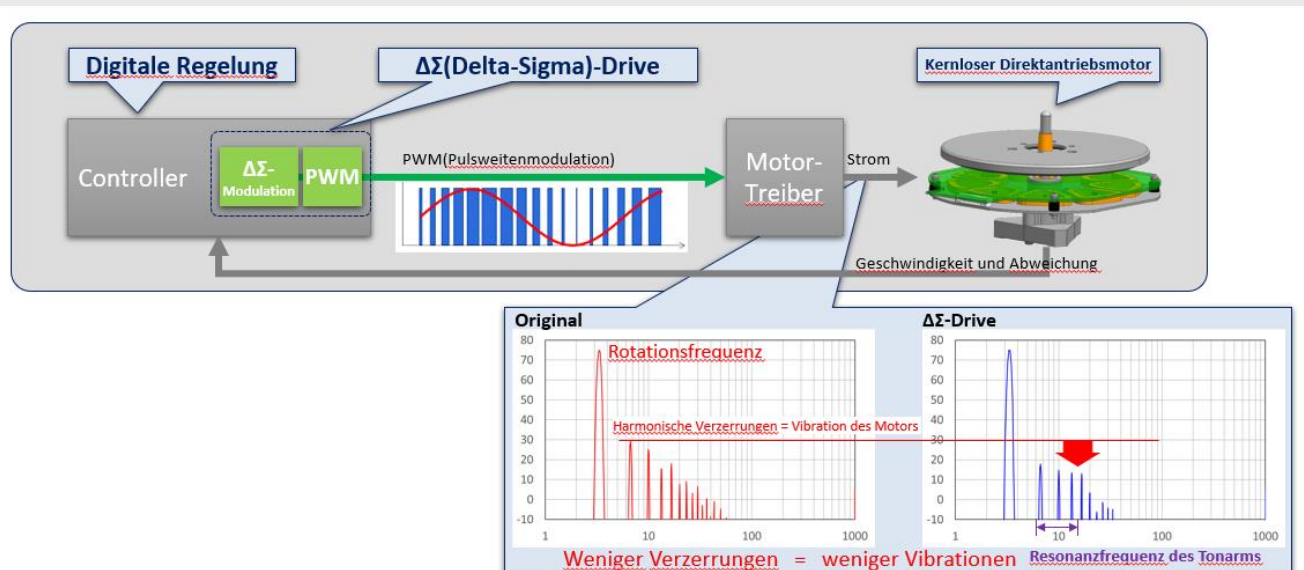 Digitale Regelung
ΔΣ(Delta-Sigma)-Drive
Kernloser Direktantriebsmotor
Controller
ΔΣ-
Modulation
PWM
PWM(Pulsweitenmodulation)
Motor-
Treiber
Strom
Geschwindigkeit und Abweichung
Original
80
70
60
50
40
30
20
10
0
-10
1
10
100
1000
Rotationsfrequenz
Harmonische Verzerrungen = Vibration des Motors
ΔΣ-Drive
80
70
60
50
40
30
20
10
0
-10
1
10
100
1000
Weniger Verzerrungen = weniger Vibrationen
Resonanzfrequenz des Tonarms